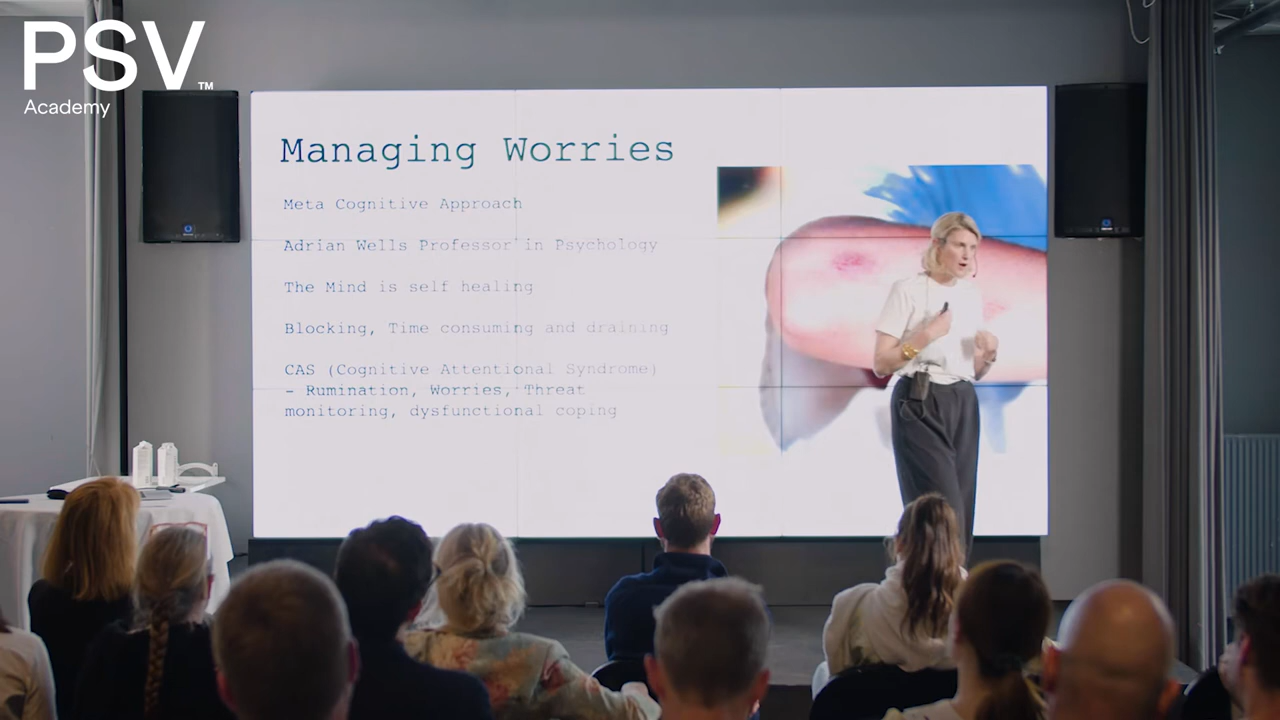 PSV™
Academy
Managing Worries
Meta Cognitive Approach
Adrian Wells Professor in Psychology
The Mind is self healing
Blocking, Time consuming and draining
CAS (Cognitive Attentional Syndrome)
– Rumination, Worries, Threat
monitoring, dysfunctional coping